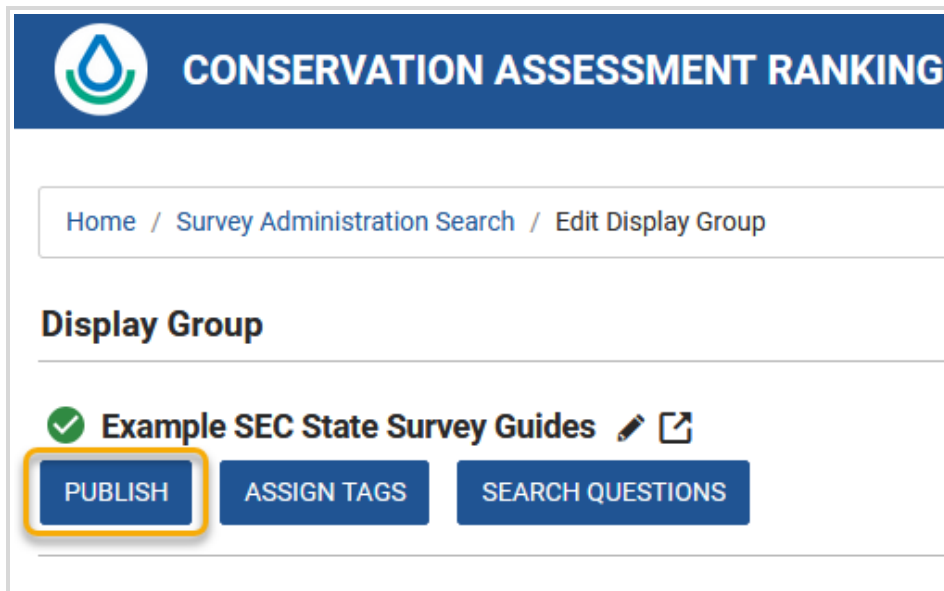 CONSERVATION ASSESSMENT RANKING
Home / Survey Administration Search / Edit Display Group
Display Group
Example SEC State Survey Guides
PUBLISH ASSIGN TAGS SEARCH QUESTIONS